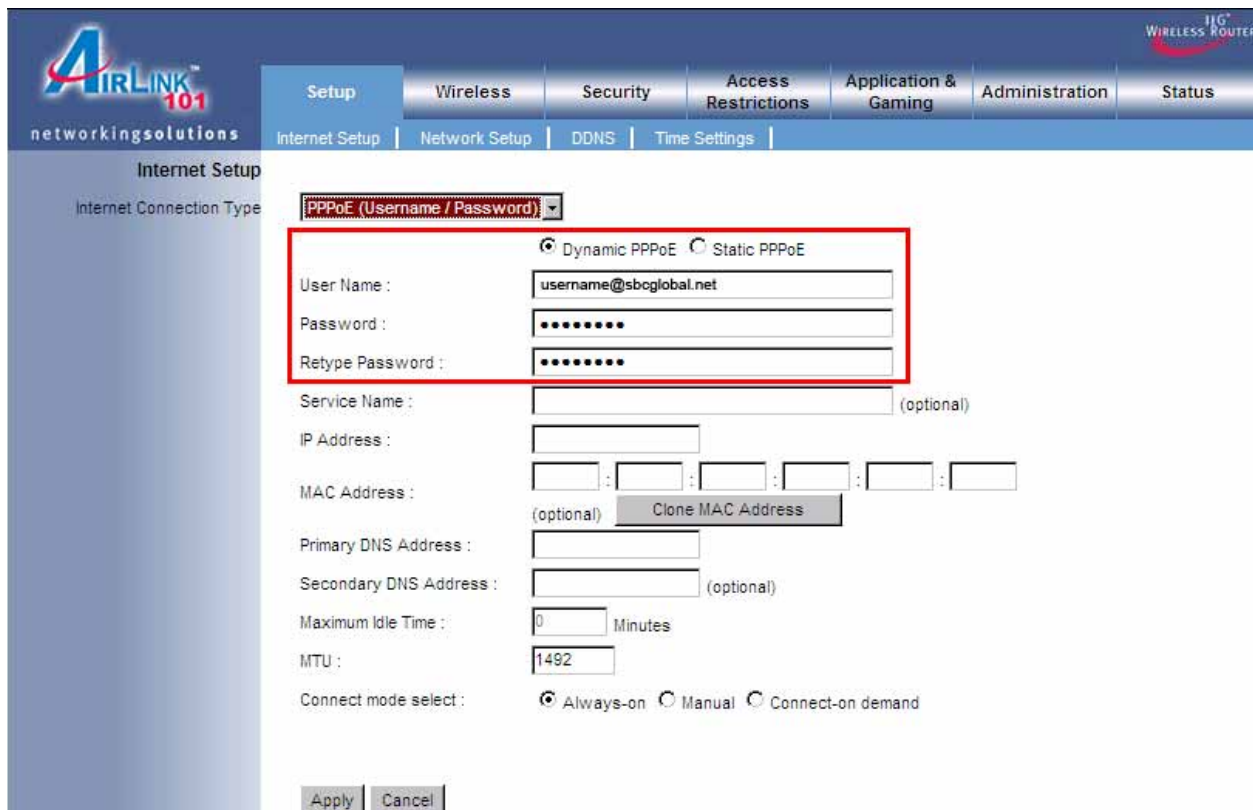 11G
WIRELESS ROUTER
AIRLINK™
101
networkingsolutions
Setup
Wireless
Security
Access
Restrictions
Application &
Gaming
Administration
Status
Internet Setup
Network Setup
DDNS
Time Settings
Internet Setup
Internet Connection Type
PPPoE (Username / Password)
Dynamic PPPoE Static PPPoE
User Name : username@sbcglobal.net
Password : ●●●●●●●●
Retype Password : ●●●●●●●●
Service Name : (optional)
IP Address :
MAC Address : : : : : :
(optional) Clone MAC Address
Primary DNS Address :
Secondary DNS Address : (optional)
Maximum Idle Time : 0 Minutes
MTU : 1492
Connect mode select : Always-on Manual Connect-on demand
Apply Cancel